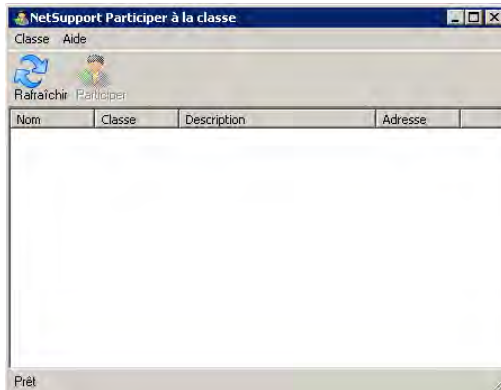 NetSupport Participer à la classe
Classe Aide
Rafraîchir Participer
Nom Classe Description Adresse
Prêt